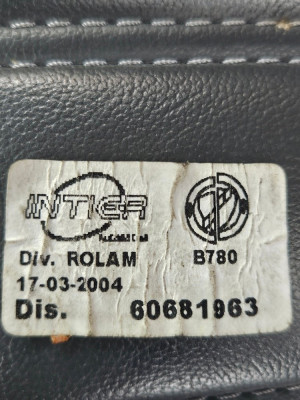 INTIER
Div. ROLAM B780
17-03-2004
Dis. 60681963